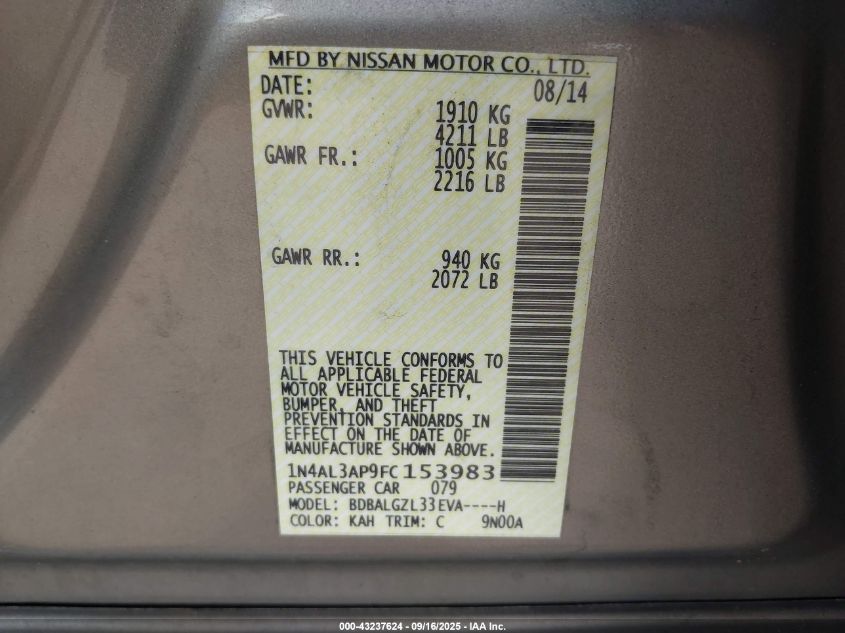 MFD BY NISSAN MOTOR CO., LTD.
DATE: 08/14
GVWR: 1910 KG
4211 LB
GAWR FR.: 1005 KG
2216 LB
GAWR RR.: 940 KG
2072 LB
THIS VEHICLE CONFORMS TO
ALL APPLICABLE FEDERAL
MOTOR VEHICLE SAFETY,
BUMPER, AND THEFT
PREVENTION STANDARDS IN
EFFECT ON THE DATE OF
MANUFACTURE SHOWN ABOVE.
1N4AL3AP9FC153983
PASSENGER CAR 079
MODEL: BDBALGZL33EVA----H
COLOR: KAH TRIM: C 9N00A
000-43237624 - 09/16/2025 - IAA Inc.